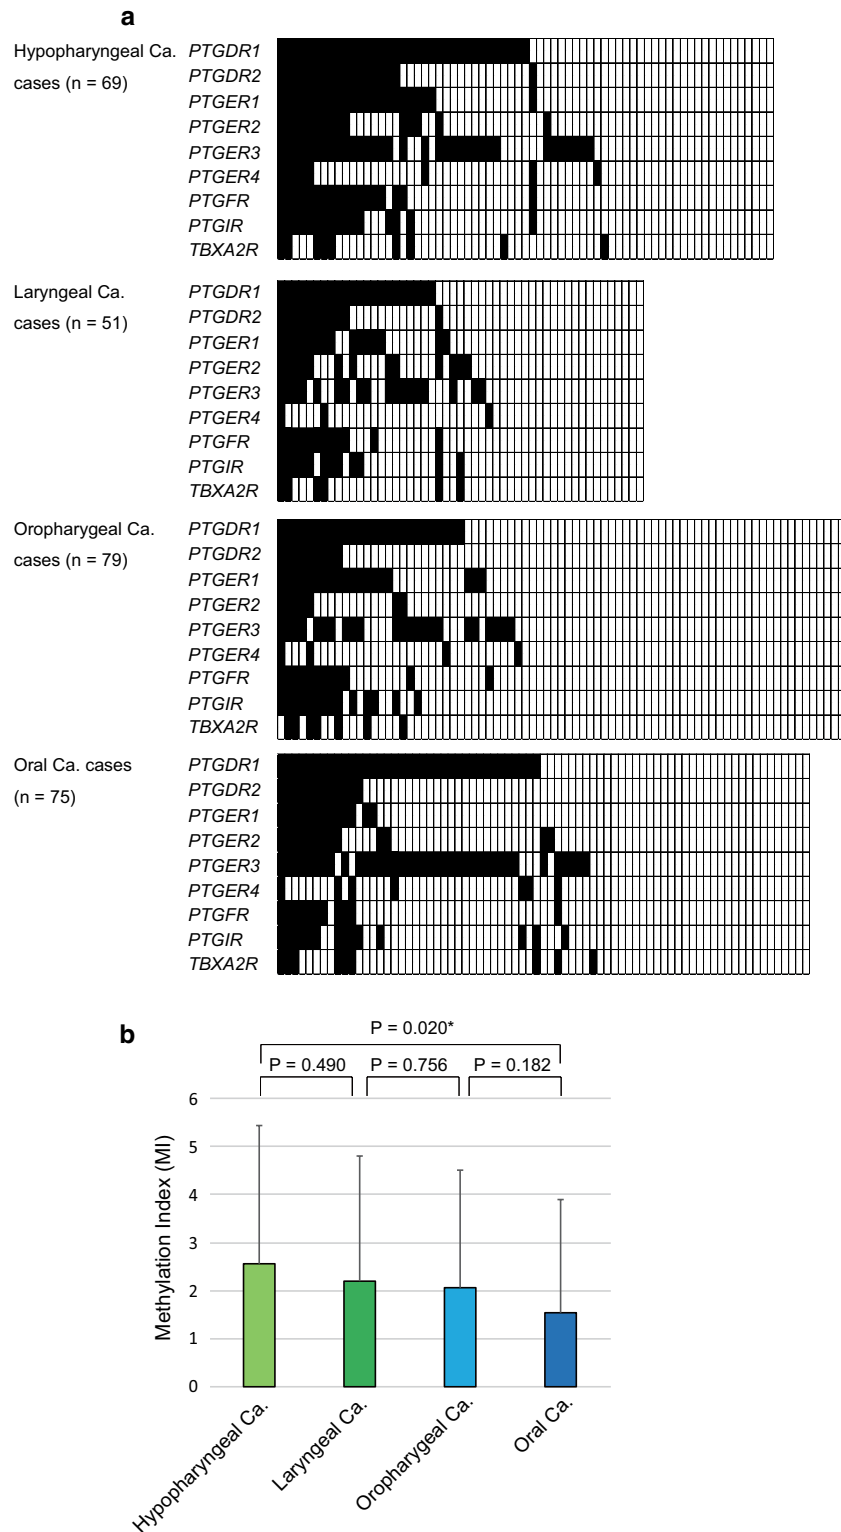 a
Hypopharyngeal Ca.
cases (n = 69)
PTGDR1
PTGDR2
PTGER1
PTGER2
PTGER3
PTGER4
PTGFR
PTGIR
TBXA2R
Laryngeal Ca.
cases (n = 51)
PTGDR1
PTGDR2
PTGER1
PTGER2
PTGER3
PTGER4
PTGFR
PTGIR
TBXA2R
Oropharygeal Ca.
cases (n = 79)
PTGDR1
PTGDR2
PTGER1
PTGER2
PTGER3
PTGER4
PTGFR
PTGIR
TBXA2R
Oral Ca. cases
(n = 75)
PTGDR1
PTGDR2
PTGER1
PTGER2
PTGER3
PTGER4
PTGFR
PTGIR
TBXA2R
b
P = 0.020*
P = 0.490
P = 0.756
P = 0.182
Methylation Index (MI)
6
5
4
3
2
1
0
Hypopharyngeal Ca.
Laryngeal Ca.
Oropharygeal Ca.
Oral Ca.